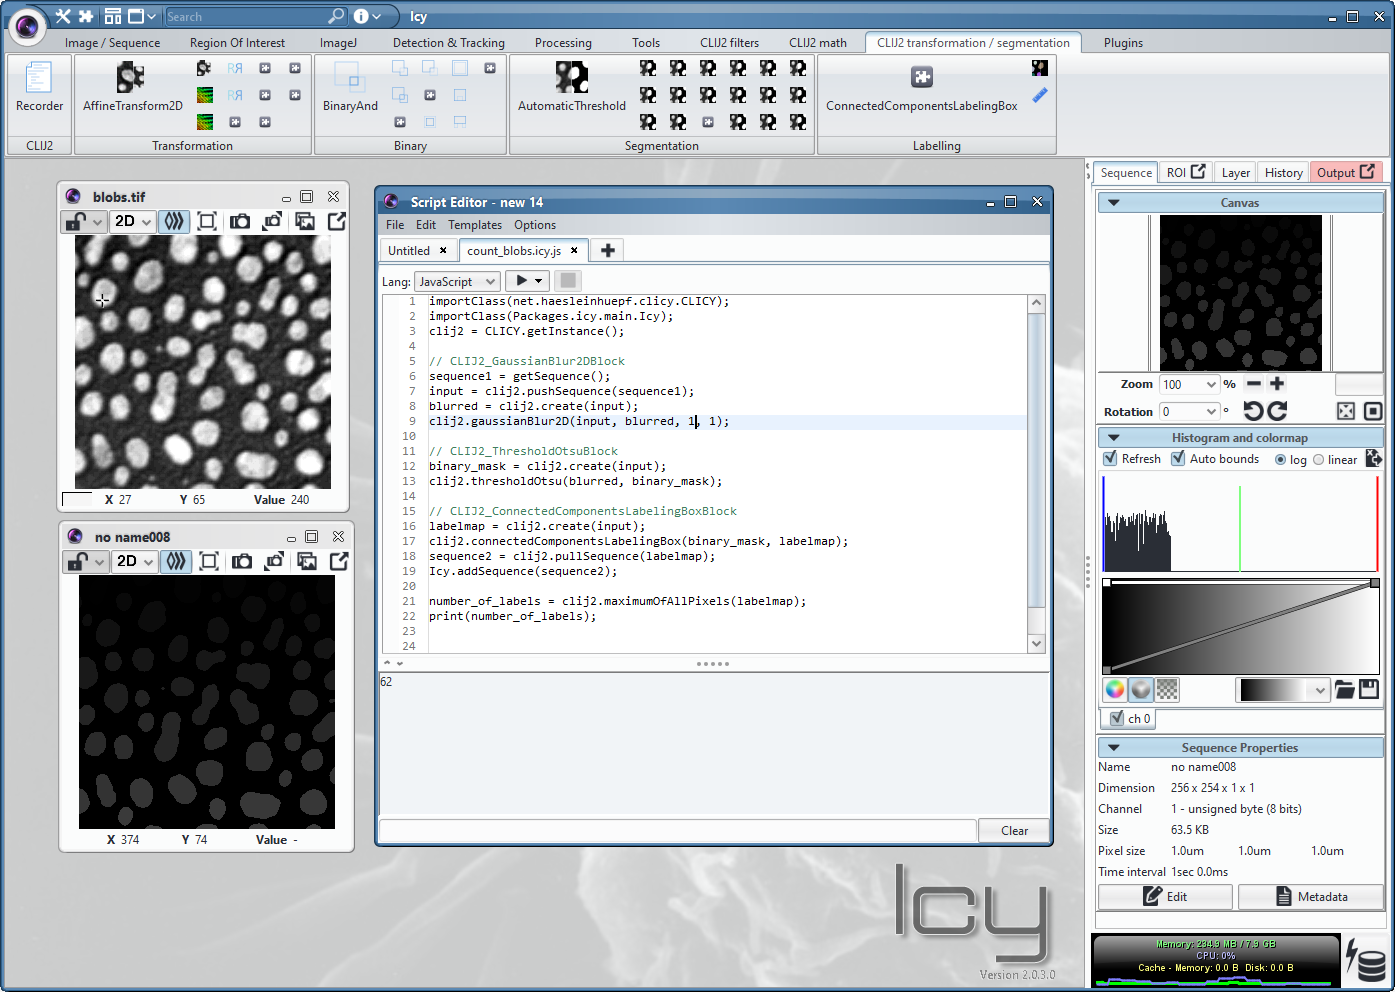 Search
Icy
Image / Sequence
Region Of Interest
ImageJ
Detection & Tracking
Processing
Tools
CLIJ2 filters
CLIJ2 math
CLIJ2 transformation / segmentation
Plugins
Recorder
AffineTransform2D
BinaryAnd
AutomaticThreshold
ConnectedComponentsLabelingBox
CLIJ2
Transformation
Binary
Segmentation
Labelling
blobs.tif
2D
X 27 Y 65 Value 240
no name008
2D
X 374 Y 74 Value -
Script Editor - new 14
File Edit Templates Options
Untitled
count_blobs.icy.js
Lang: JavaScript
1 importClass(net.haesleinhuepf.clicy.CLICY);
2 importClass(Packages.icy.main.Icy);
3 clij2 = CLICY.getInstance();
4
5 // CLIJ2_GaussianBlur2DBlock
6 sequence1 = getSequence();
7 input = clij2.pushSequence(sequence1);
8 blurred = clij2.create(input);
9 clij2.gaussianBlur2D(input, blurred, 1, 1);
10
11 // CLIJ2_ThresholdOtsuBlock
12 binary_mask = clij2.create(input);
13 clij2.thresholdOtsu(blurred, binary_mask);
14
15 // CLIJ2_ConnectedComponentsLabelingBoxBlock
16 labelmap = clij2.create(input);
17 clij2.connectedComponentsLabelingBox(binary_mask, labelmap);
18 sequence2 = clij2.pullSequence(labelmap);
19 Icy.addSequence(sequence2);
20
21 number_of_labels = clij2.maximumOfAllPixels(labelmap);
22 print(number_of_labels);
23
24
62
Clear
Icy
Version 2.0.3.0
Sequence
ROI
Layer
History
Output
Canvas
Zoom 100 %
Rotation 0 °
Histogram and colormap
Refresh
Auto bounds
log
linear
ch 0
Sequence Properties
Name no name008
Dimension 256 x 254 x 1 x 1
Channel 1 - unsigned byte (8 bits)
Size 63.5 KB
Pixel size 1.0um 1.0um 1.0um
Time interval 1sec 0.0ms
Edit
Metadata
Memory: 234.9 MB / 7.9 GB
CPU: 0%
Cache - Memory: 0.0 B Disk: 0.0 B